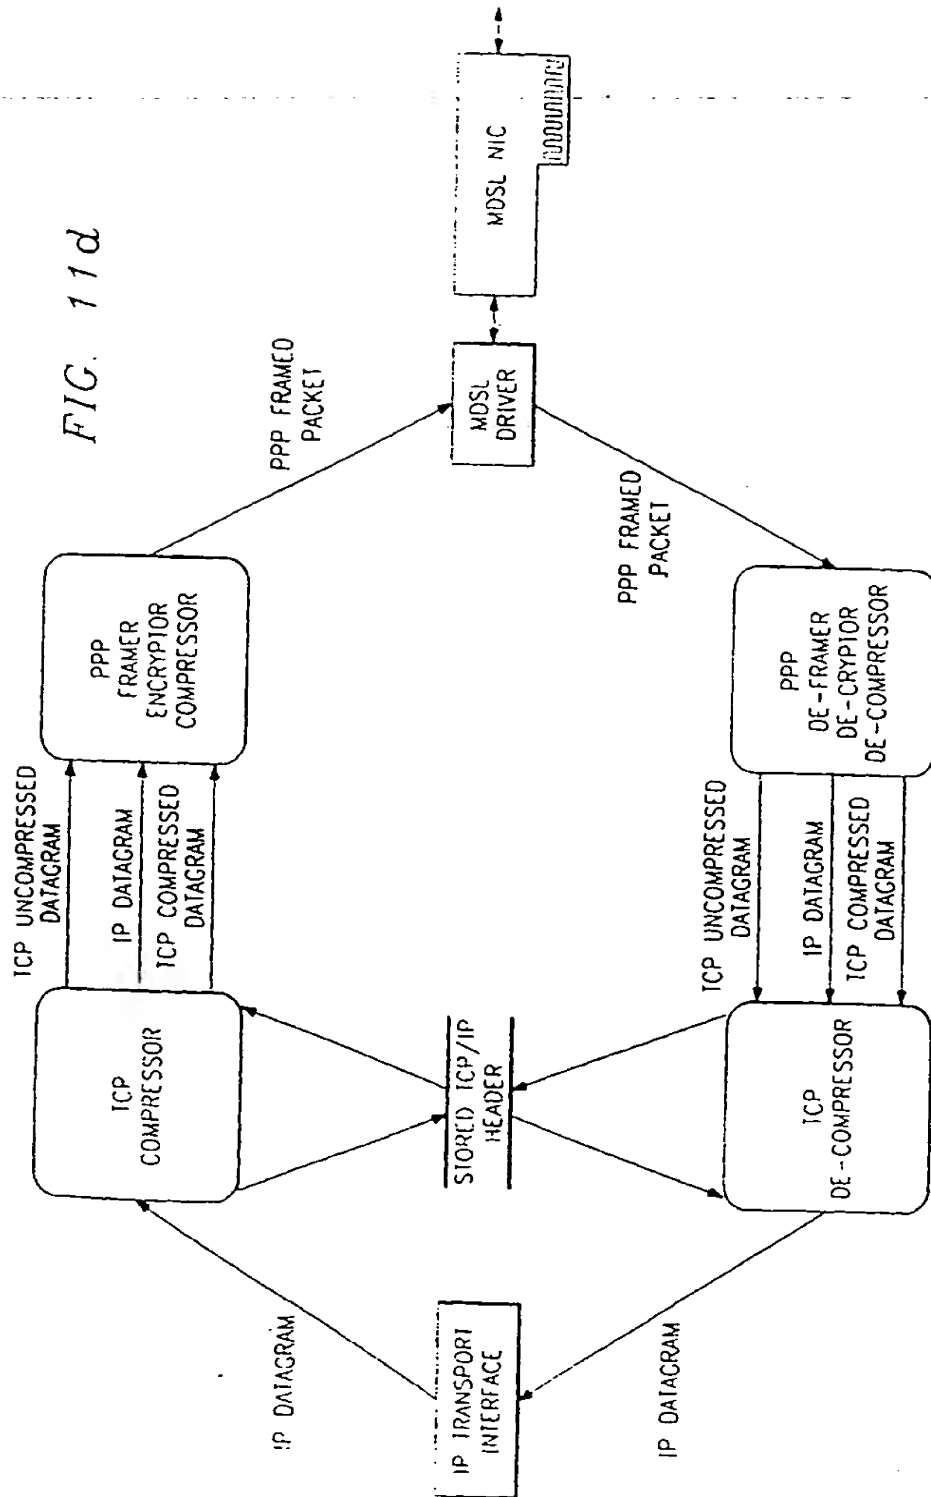 FIG. 11d
IP DATAGRAM
TCP
COMPRESSOR
TCP UNCOMPRESSED
DATAGRAM
IP DATAGRAM
TCP COMPRESSED
DATAGRAM
PPP
FRAMER
ENCRYPTOR
COMPRESSOR
PPP FRAMED
PACKET
IP TRANSPORT
INTERFACE
STORED TCP/IP
HEADER
MDSL
DRIVER
MDSL NIC
IP DATAGRAM
TCP
DE-COMPRESSOR
TCP UNCOMPRESSED
DATAGRAM
IP DATAGRAM
TCP COMPRESSED
DATAGRAM
PPP
DE-FRAMER
DE-CRYPTOR
DE-COMPRESSOR
PPP FRAMED
PACKET